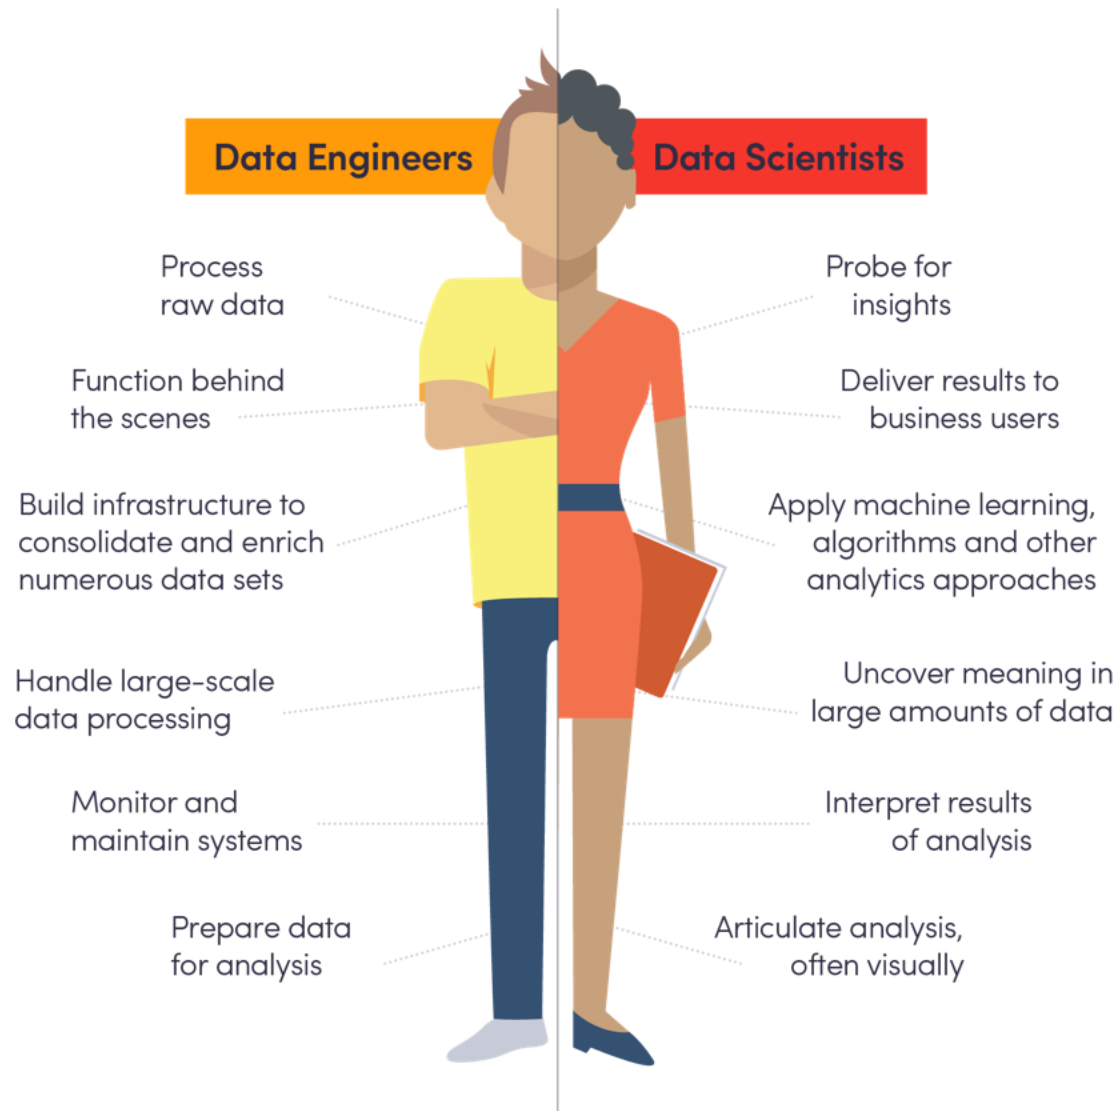 Data Engineers
Process
raw data
Function behind
the scenes
Build infrastructure to
consolidate and enrich
numerous data sets
Handle large-scale
data processing
Monitor and
maintain systems
Prepare data
for analysis
Data Scientists
Probe for
insights
Deliver results to
business users
Apply machine learning,
algorithms and other
analytics approaches
Uncover meaning in
large amounts of data
Interpret results
of analysis
Articulate analysis,
often visually